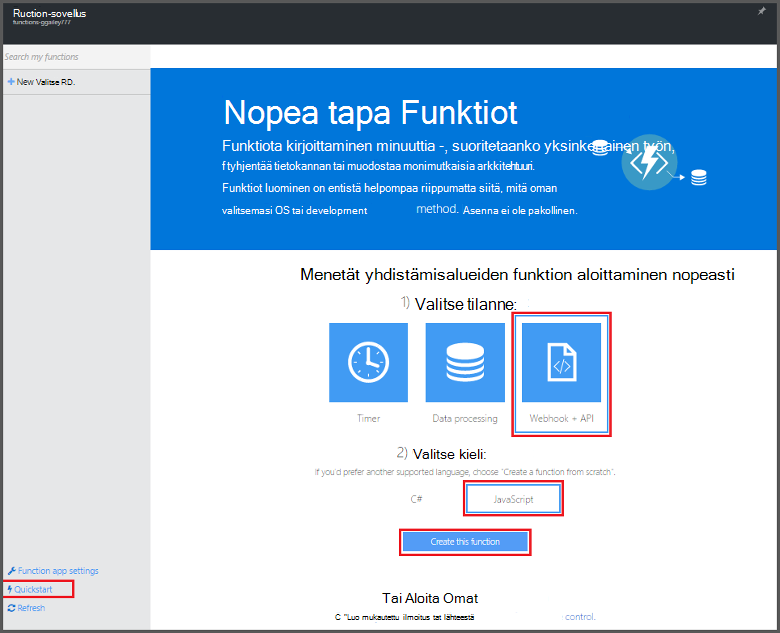 Ruction-sovellus
functions-ggailey777
Search my functions
New Valitse RD.
Nopea tapa Funktiot
Funktiota kirjoittaminen minuuttia -, suoritetaanko yksinkertainen työn,
f tyhjentää tietokannan tai muodostaa monimutkaisia arkkitehtuuri.
Funktiot luominen on entistä helpompaa riippumatta siitä, mitä oman
valitsemasi OS tai development method. Asenna ei ole pakollinen.
Menetät yhdistämisalueiden funktion aloittaminen nopeasti
1) Valitse tilanne:
Timer
Data processing
Webhook + API
2) Valitse kieli:
If you'd prefer another supported language, choose "Create a function from scratch".
C#
JavaScript
Create this function
Function app settings
Quickstart
Refresh
Tai Aloita Omat
C "Luo mukautettu ilmoitus tat lähteestä control.